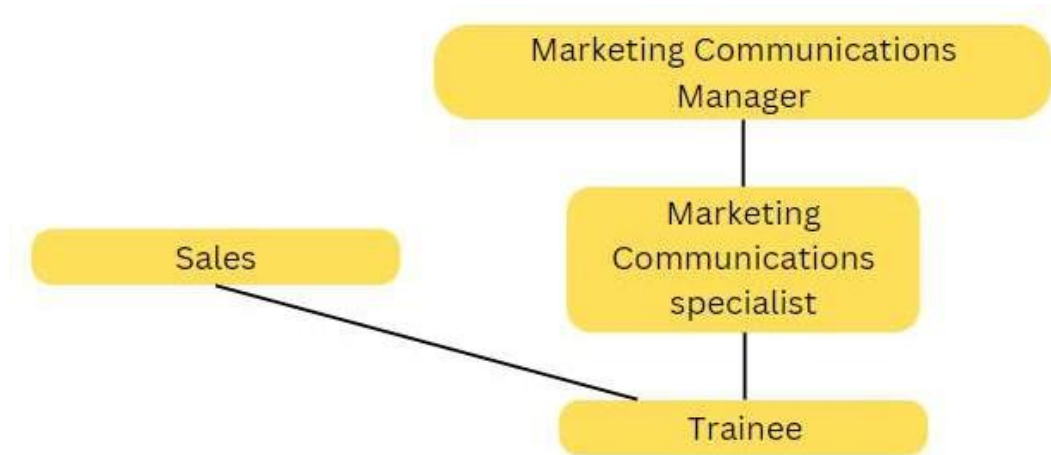 Marketing Communications
Manager
Marketing
Communications
specialist
Sales
Trainee